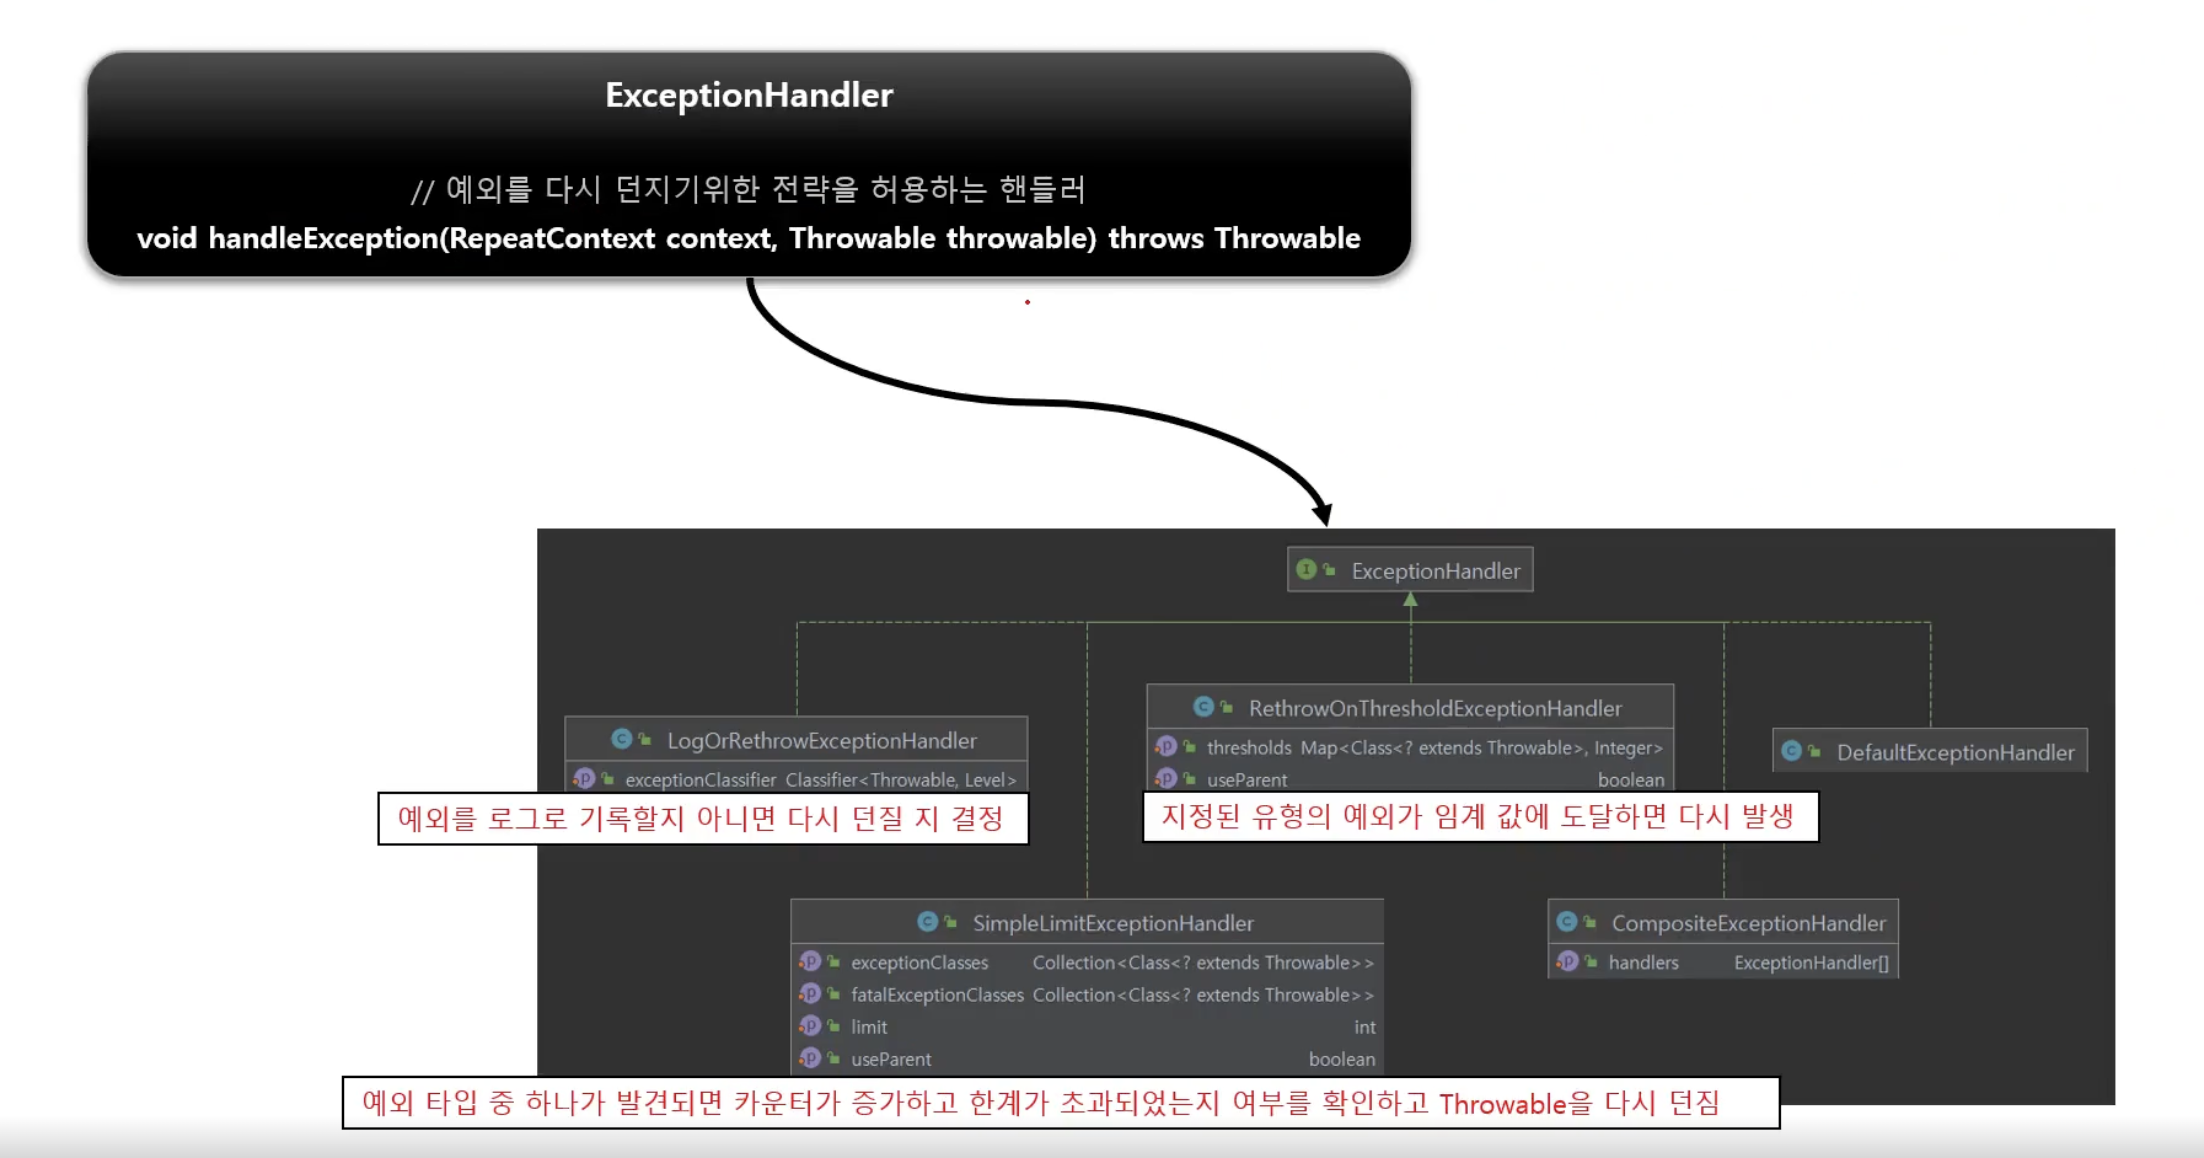 ExceptionHandler
// 예외를 다시 던지기위한 전략을 허용하는 핸들러
void handleException(RepeatContext context, Throwable throwable) throws Throwable
ExceptionHandler
RethrowOnThresholdExceptionHandler
thresholds Map<Class<? extends Throwable>, Integer>
useParent boolean
지정된 유형의 예외가 임계 값에 도달하면 다시 발생
LogOrRethrowExceptionHandler
exceptionClassifier Classifier<Throwable, Level>
예외를 로그로 기록할지 아니면 다시 던질 지 결정
DefaultExceptionHandler
SimpleLimitExceptionHandler
exceptionClasses Collection<Class<? extends Throwable>>
fatalExceptionClasses Collection<Class<? extends Throwable>>
limit int
useParent boolean
예외 타입 중 하나가 발견되면 카운터가 증가하고 한계가 초과되었는지 여부를 확인하고 Throwable을 다시 던짐
CompositeExceptionHandler
handlers ExceptionHandler[]